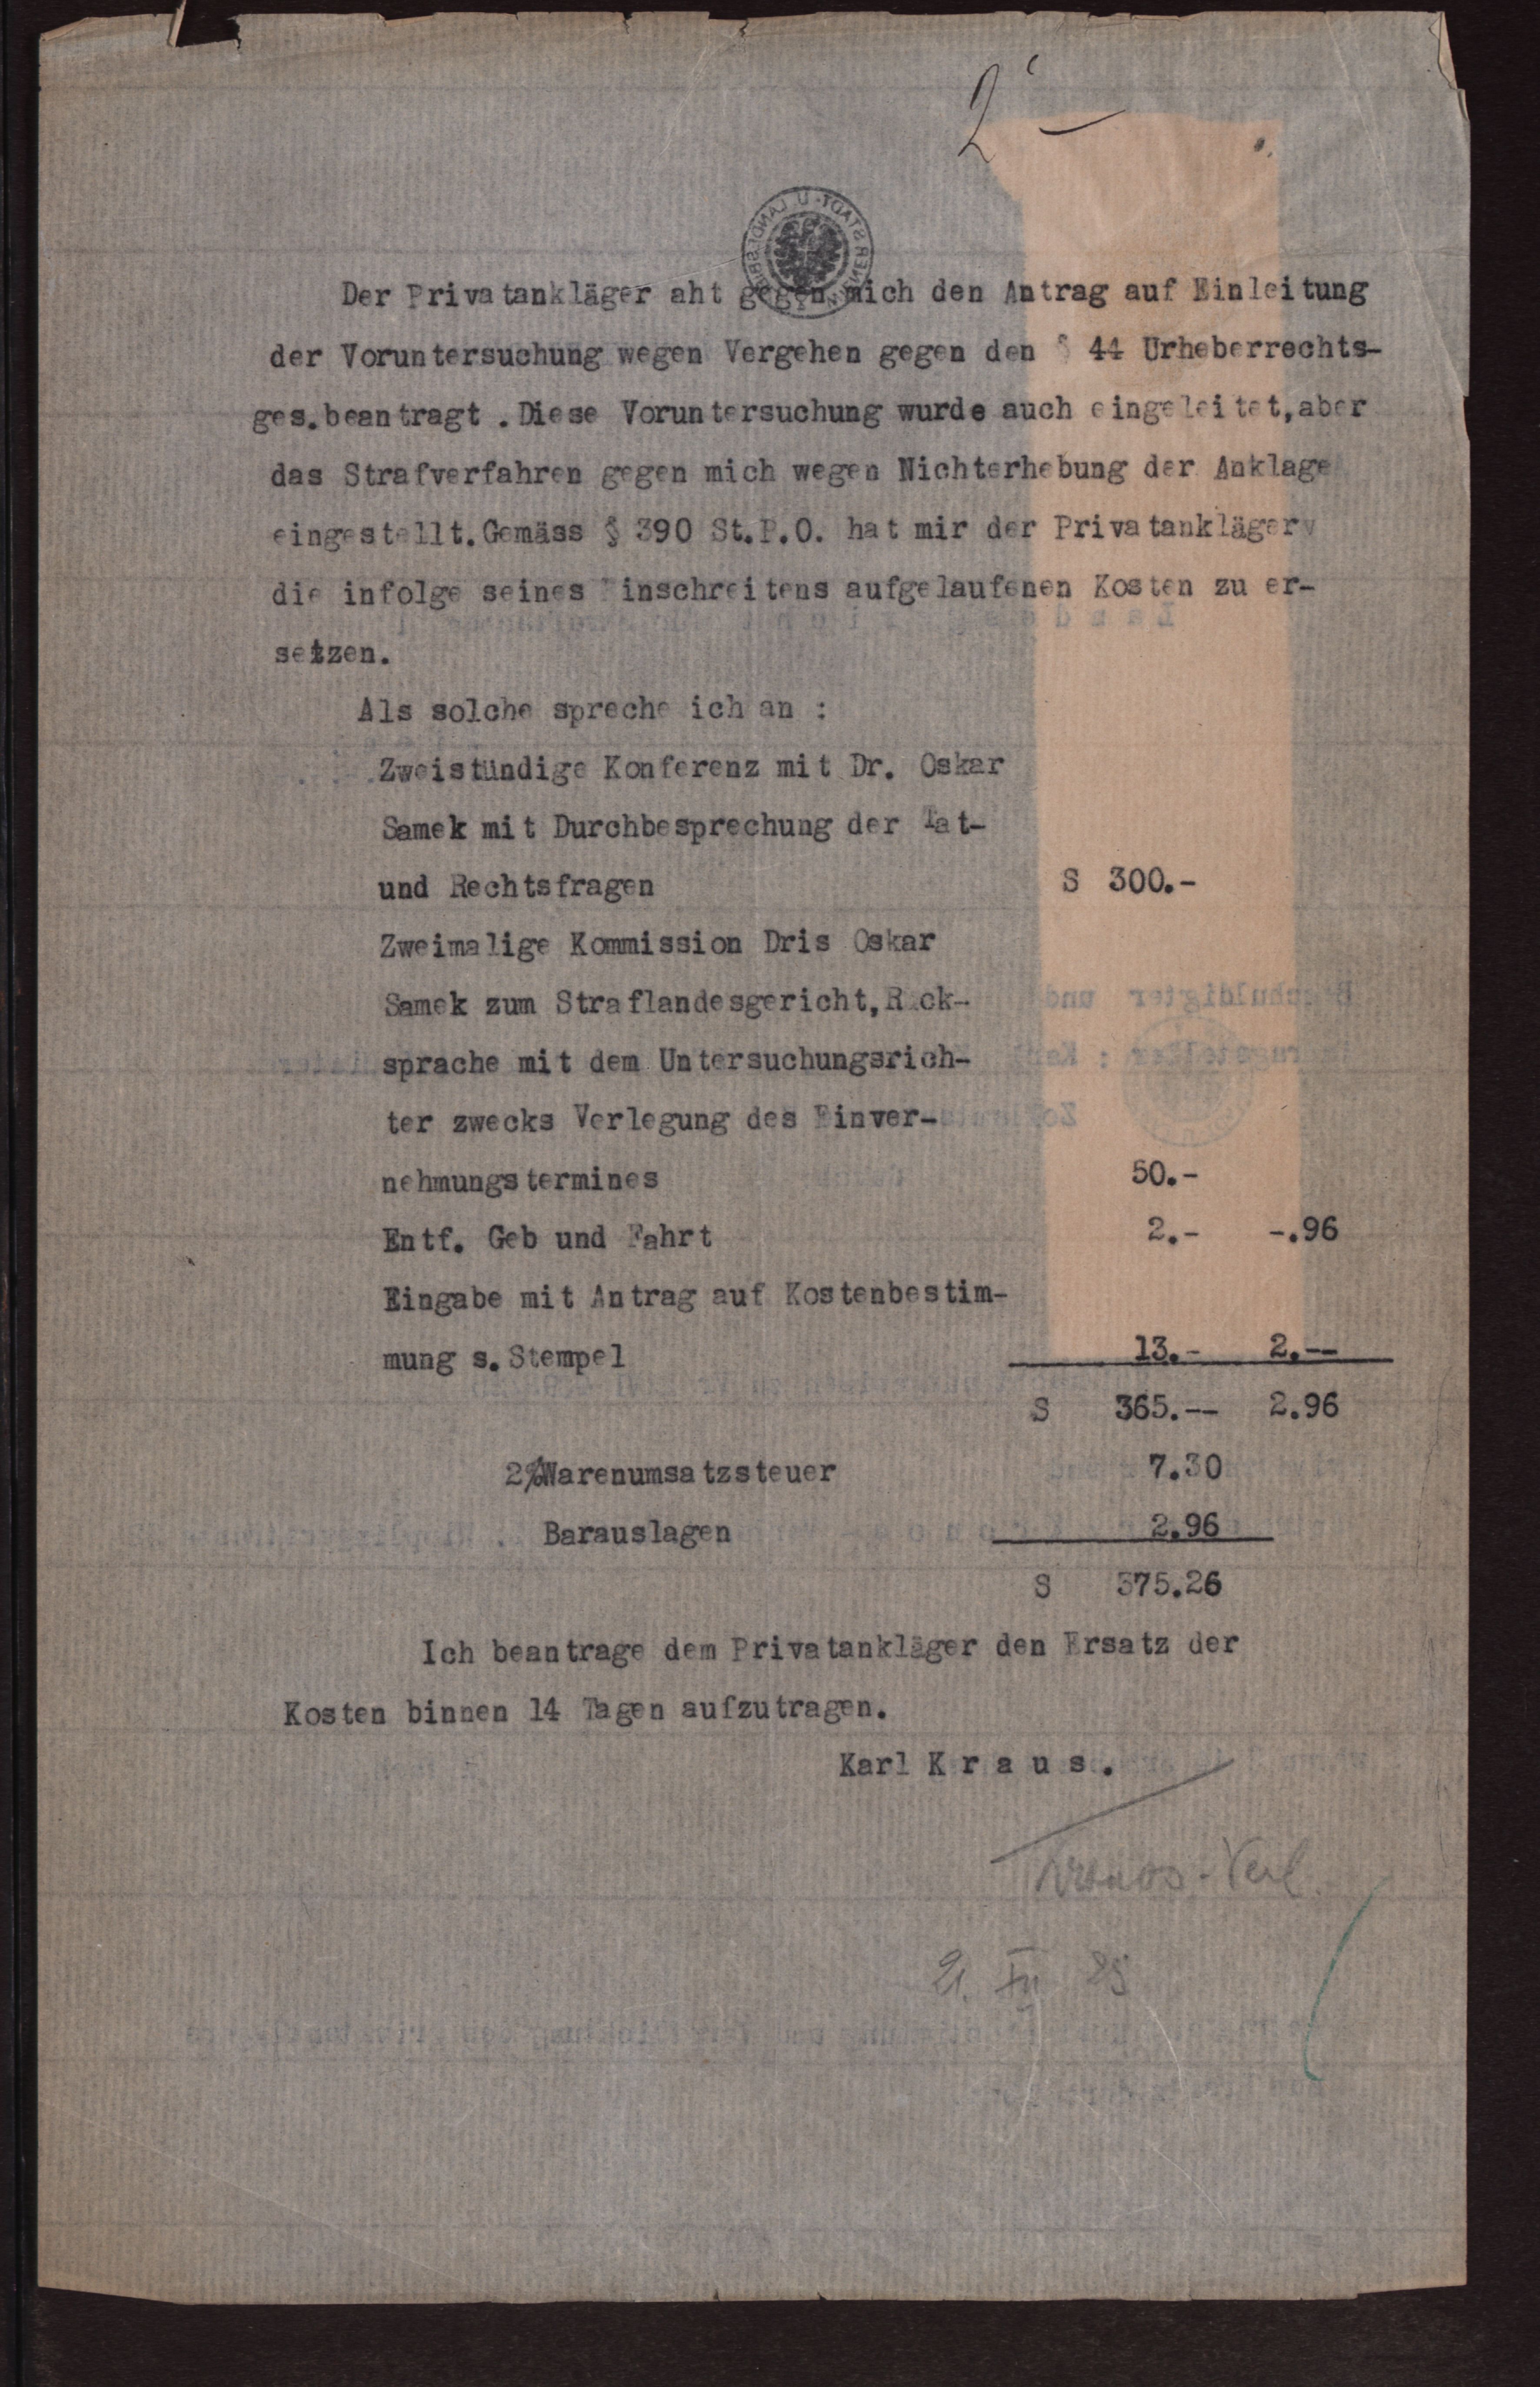 2
Der Privatankläger aht gegen mich den Antrag auf Einleitung
der Voruntersuchung wegen Vergehen gegen den § 44 Urheberrechts-
ges.beantragt .Diese Voruntersuchung wurde auch eingeleitet,aber
das Strafverfahren gegen mich wegen Nichterhebung der Anklage
eingestellt.Gemäss § 390 St.P.O. hat mir der Privatankläger
die infolge seines Einschreitens aufgelaufenen Kosten zu er-
setzen.
Als solche spreche ich an :
Zweistündige Konferenz mit Dr. Oskar
Samek mit Durchbesprechung der Tat-
und Rechtsfragen S 300.-
Zweimalige Kommission Dris Oskar
Samek zum Straflandesgericht,Rück-
sprache mit dem Untersuchungsrich-
ter zwecks Verlegung des Einver-
nehmungstermines 50.-
Entf. Geb und Fahrt 2.- -.96
Eingabe mit Antrag auf Kostenbestim-
mung s.Stempel 13.- 2.--
S 365.-- 2.96
2%Warenumsatzsteuer 7.30
Barauslagen 2.96
S 375.26
Ich beantrage dem Privatankläger den Ersatz der
Kosten binnen 14 Tagen aufzutragen.
Karl K r a u s .